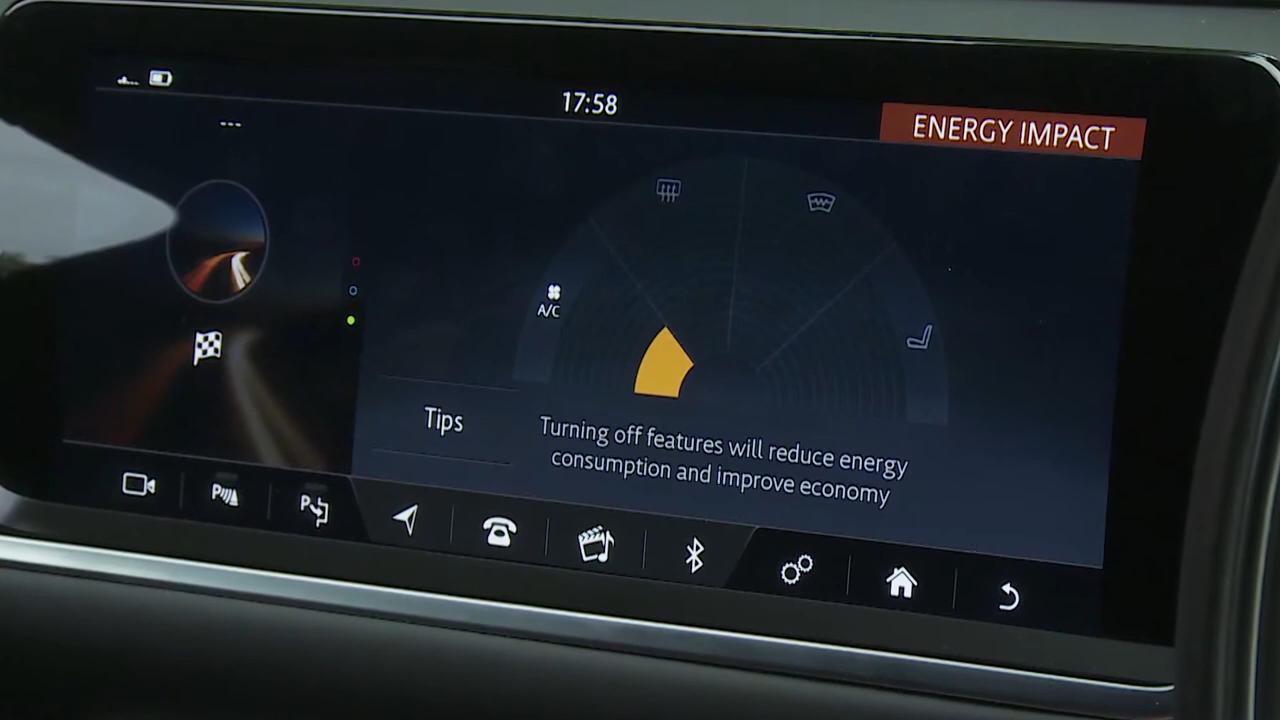 17:58
---
ENERGY IMPACT
A/C
Tips
Turning off features will reduce energy
consumption and improve economy
P
P